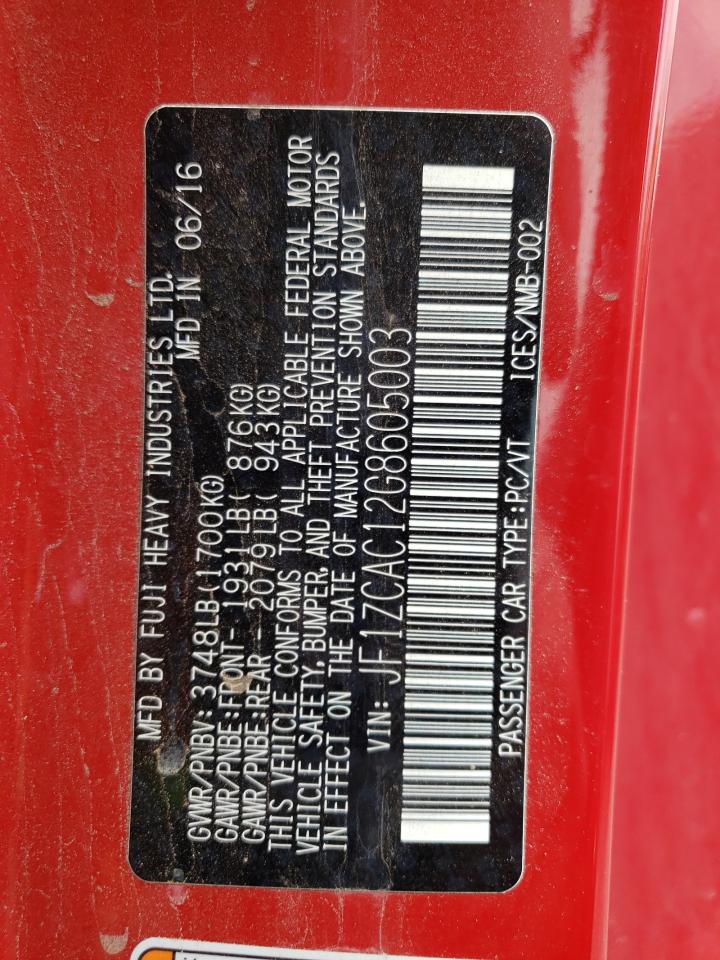 MFD BY FUJI HEAVY INDUSTRIES LTD.
MFD IN 06/16
GVWR/PNBV: 3748LB(1700KG)
GAWR/PNBE:FRONT- 1931LB( 876KG)
GAWR/PNBE:REAR - 2079LB( 943KG)
THIS VEHICLE CONFORMS TO ALL APPLICABLE FEDERAL MOTOR
VEHICLE SAFETY, BUMPER, AND THEFT PREVENTION STANDARDS
IN EFFECT ON THE DATE OF MANUFACTURE SHOWN ABOVE.
VIN: JF1ZCAC12G8605003
PASSENGER CAR TYPE:PC/VT ICES/NMB-002